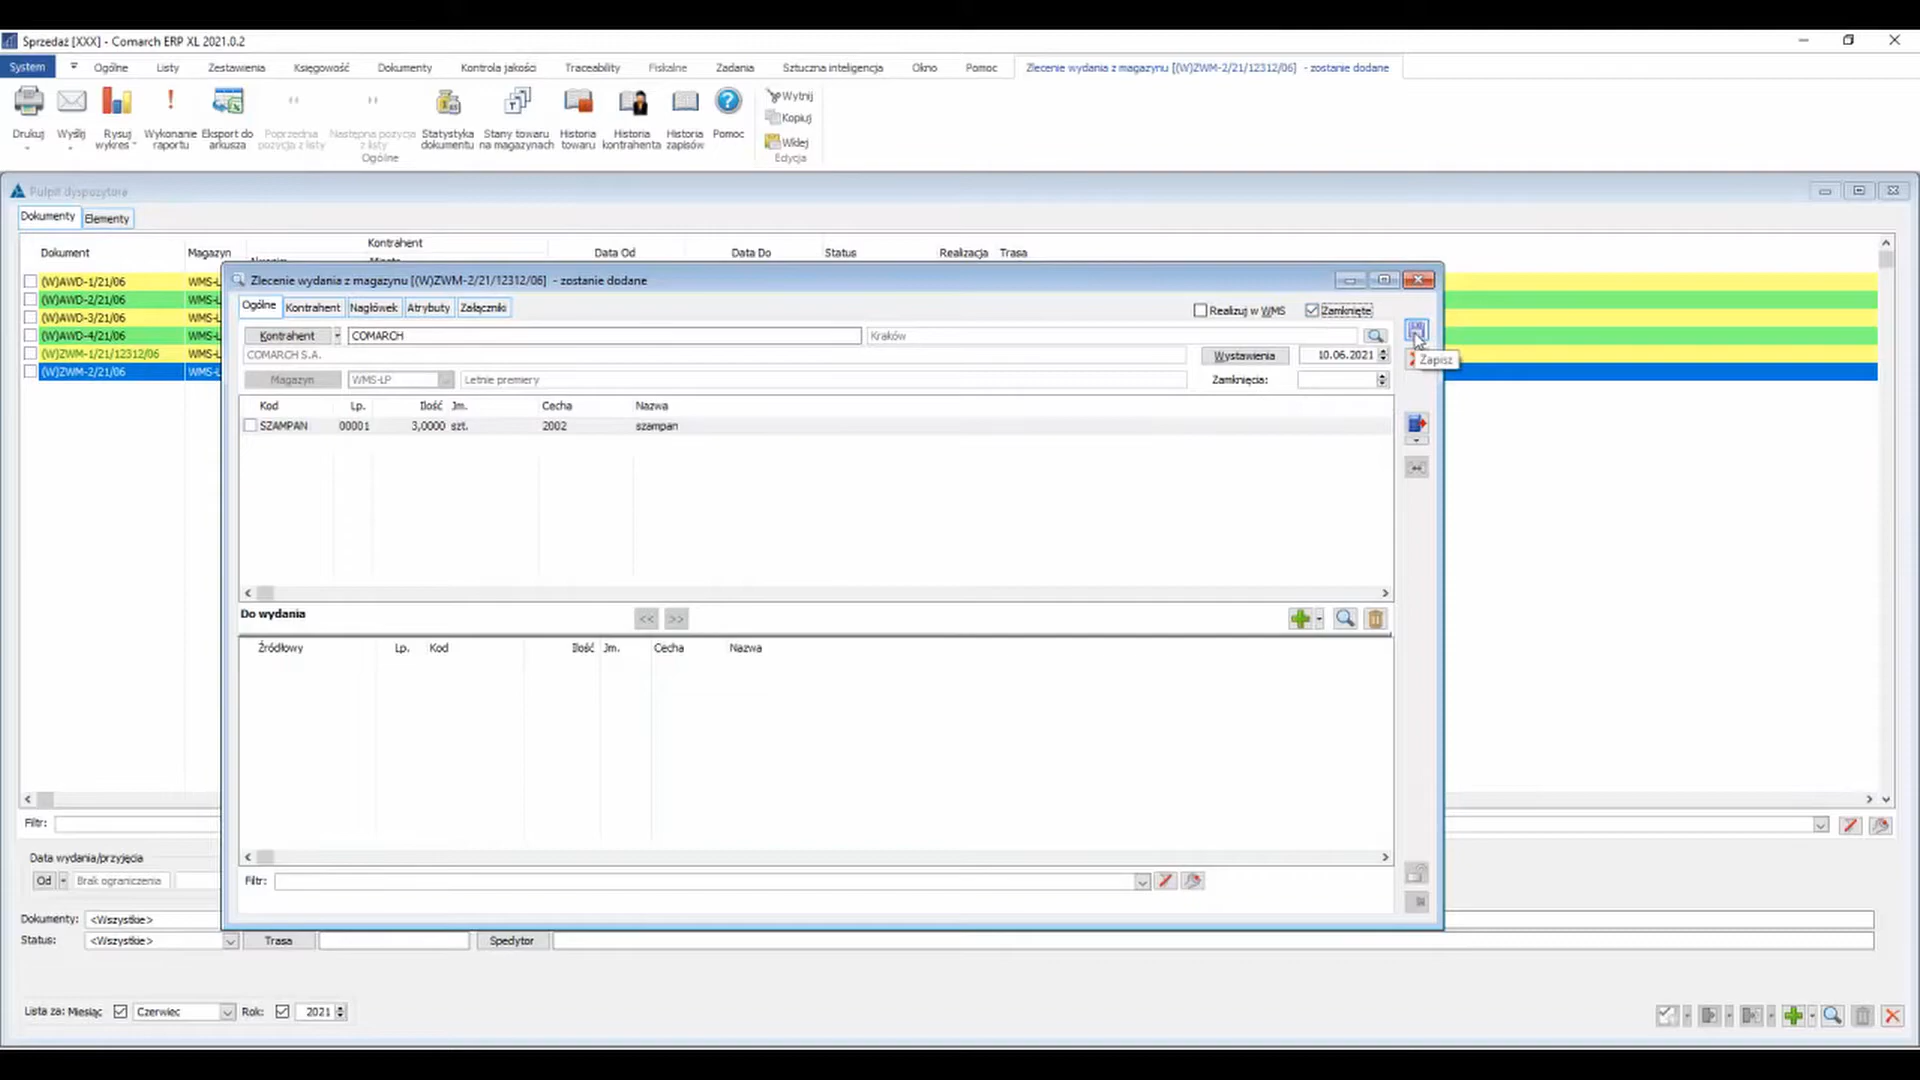 Sprzedaż [XXX] - Comarch ERP XL 2021.0.2
System Ogólne Listy Zestawienia Księgowość Dokumenty Kontrola jakości Traceability Fiskalne Zadania Sztuczna inteligencja Okno Pomoc Zlecenie wydania z magazynu [(W)ZWM-2/21/12312/06] - zostanie dodane
Drukuj Wyślij Rysuj wykres Wykonanie raportu Eksport do arkusza Poprzednia pozycja z listy Następna pozycja z listy Statystyka dokumentu Stany towaru na magazynach Historia towaru Historia kontrahenta Historia zapisów Pomoc
Wytnij
Kopiuj
Wklej
Ogólne Edycja
Pulpit dyspozytora
Dokumenty Elementy
Kontrahent
Dokument Magazyn Data Od Data Do Status Realizacja Trasa
(W)AWD-1/21/06 WMS-L
(W)AWD-2/21/06 WMS-L
(W)AWD-3/21/06 WMS-L
(W)AWD-4/21/06 WMS-L
(W)ZWM-1/21/12312/06 WMS-L
(W)ZWM-2/21/06 WMS-L
Zlecenie wydania z magazynu [(W)ZWM-2/21/12312/06] - zostanie dodane
Ogólne Kontrahent Nagłówek Atrybuty Załączniki
Realizuj w WMS Zamknięte
Kontrahent COMARCH Kraków
COMARCH S.A. Wystawienia 10.06.2021
Zapisz
Magazyn WMS-LP Letnie premiery Zamknięcia:
Kod Lp. Ilość Jm. Cecha Nazwa
SZAMPAN 00001 3,0000 szt. 2002 szampan
Do wydania << >>
Źródłowy Lp. Kod Ilość Jm. Cecha Nazwa
Filtr:
Filtr:
Data wydania/przyjęcia
Od Brak ograniczenia
Dokumenty: <Wszystkie>
Status: <Wszystkie> Trasa Spedytor
Lista za: Miesiąc Czerwiec Rok: 2021